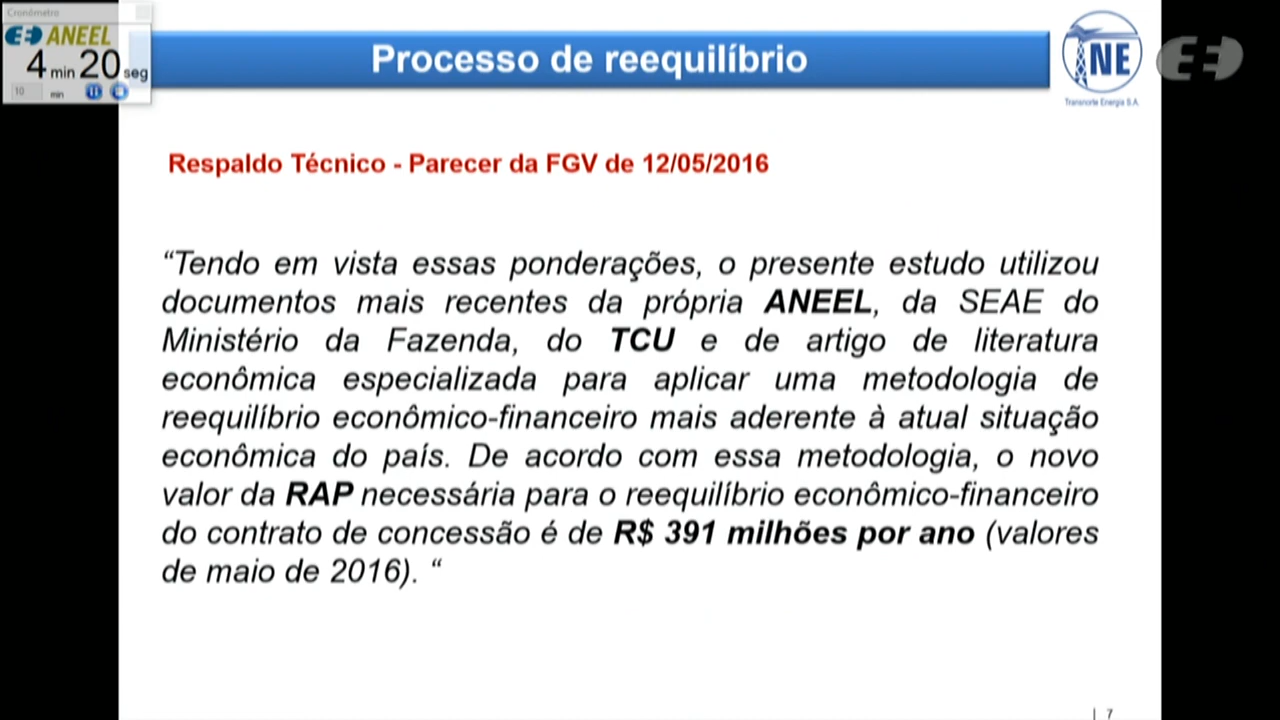 Cronômetro
ANEEL
4 min 20 seg
10 min
Processo de reequilíbrio
TNE
Transnorte Energia S.A.
Respaldo Técnico - Parecer da FGV de 12/05/2016
“Tendo em vista essas ponderações, o presente estudo utilizou
documentos mais recentes da própria ANEEL, da SEAE do
Ministério da Fazenda, do TCU e de artigo de literatura
econômica especializada para aplicar uma metodologia de
reequilíbrio econômico-financeiro mais aderente à atual situação
econômica do país. De acordo com essa metodologia, o novo
valor da RAP necessária para o reequilíbrio econômico-financeiro
do contrato de concessão é de R$ 391 milhões por ano (valores
de maio de 2016). “
| 7